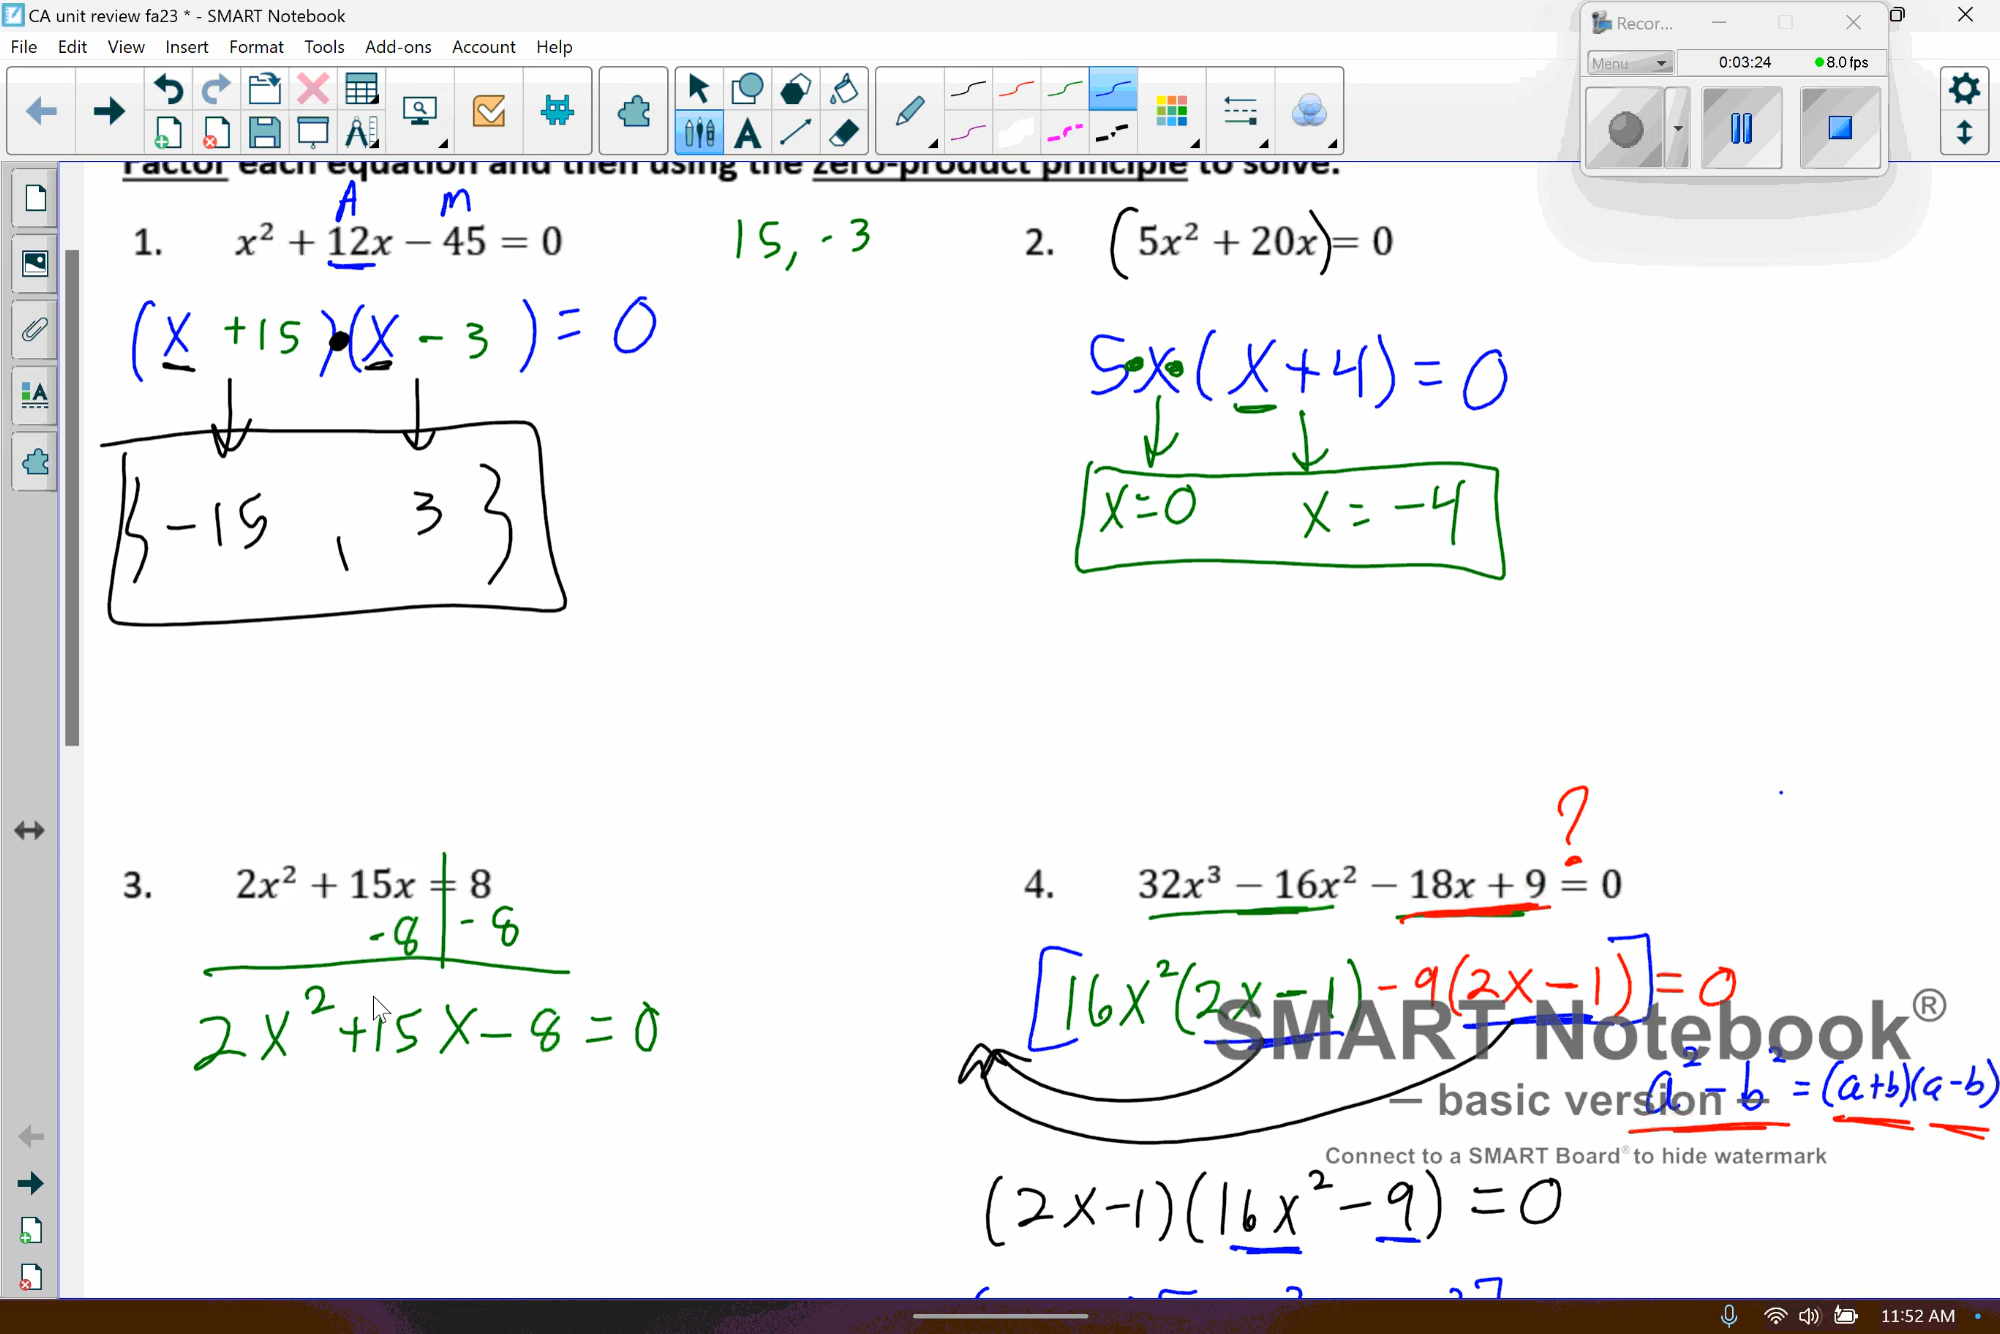 CA unit review fa23 * - SMART Notebook
File Edit View Insert Format Tools Add-ons Account Help
Recor...
Menu 0:03:24 8.0 fps
Factor each equation and then using the zero-product principle to solve.
A M
1. x² + 12x − 45 = 0
15, -3
(x +15)•(x - 3) = 0
{-15, 3}
2. (5x² + 20x) = 0
5•x•(x+4) = 0
x=0 x = -4
3. 2x² + 15x = 8
-8 -8
2x² +15x - 8 = 0
?
4. 32x³ − 16x² − 18x + 9 = 0
[16x²(2x-1) - 9(2x-1)] = 0
SMART Notebook®
a² - b² = (a+b)(a-b)
— basic version —
Connect to a SMART Board® to hide watermark
(2x-1)(16x² - 9) = 0
11:52 AM